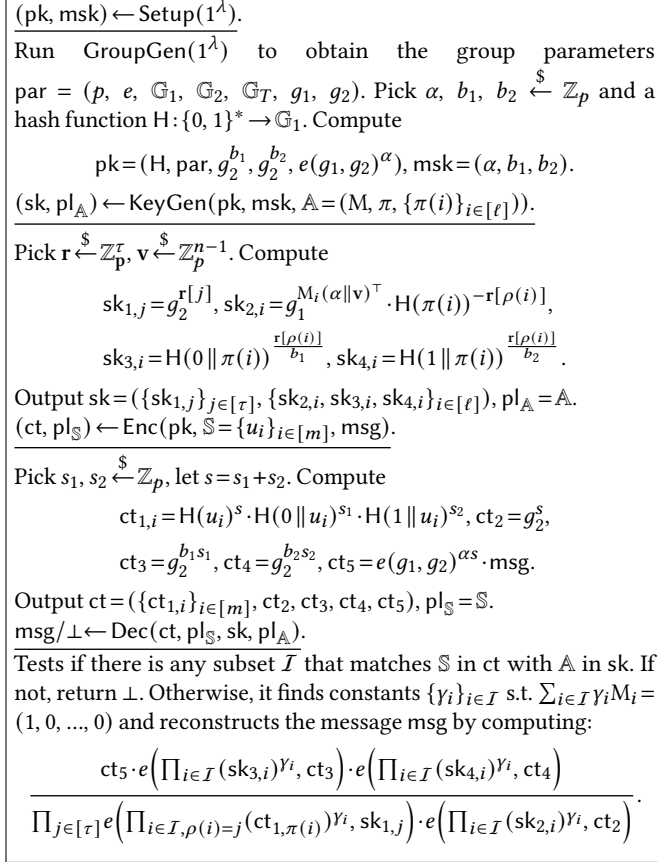 (pk, msk) ← Setup(1^λ).
Run GroupGen(1^λ) to obtain the group parameters
par = (p, e, 𝔾_1, 𝔾_2, 𝔾_T, g_1, g_2). Pick α, b_1, b_2 ←$ ℤ_p and a
hash function H : {0, 1}^* → 𝔾_1. Compute
pk = (H, par, g_2^{b_1}, g_2^{b_2}, e(g_1, g_2)^α), msk = (α, b_1, b_2).
(sk, pl_𝔸) ← KeyGen(pk, msk, 𝔸 = (M, π, {π(i)}_{i∈[ℓ]})).
Pick r ←$ ℤ_p^τ, v ←$ ℤ_p^{n−1}. Compute
sk_{1,j} = g_2^{r[j]}, sk_{2,i} = g_1^{M_i(α∥v)^⊤} · H(π(i))^{−r[ρ(i)]},
sk_{3,i} = H(0 ∥ π(i))^{r[ρ(i)]/b_1}, sk_{4,i} = H(1 ∥ π(i))^{r[ρ(i)]/b_2}.
Output sk = ({sk_{1,j}}_{j∈[τ]}, {sk_{2,i}, sk_{3,i}, sk_{4,i}}_{i∈[ℓ]}), pl_𝔸 = 𝔸.
(ct, pl_𝕊) ← Enc(pk, 𝕊 = {u_i}_{i∈[m]}, msg).
Pick s_1, s_2 ←$ ℤ_p, let s = s_1 + s_2. Compute
ct_{1,i} = H(u_i)^s · H(0 ∥ u_i)^{s_1} · H(1 ∥ u_i)^{s_2}, ct_2 = g_2^s,
ct_3 = g_2^{b_1 s_1}, ct_4 = g_2^{b_2 s_2}, ct_5 = e(g_1, g_2)^{αs} · msg.
Output ct = ({ct_{1,i}}_{i∈[m]}, ct_2, ct_3, ct_4, ct_5), pl_𝕊 = 𝕊.
msg/⊥ ← Dec(ct, pl_𝕊, sk, pl_𝔸).
Tests if there is any subset ℐ that matches 𝕊 in ct with 𝔸 in sk. If
not, return ⊥. Otherwise, it finds constants {γ_i}_{i∈ℐ} s.t. ∑_{i∈ℐ} γ_i M_i =
(1, 0, ..., 0) and reconstructs the message msg by computing:
ct_5 · e(∏_{i∈ℐ} (sk_{3,i})^{γ_i}, ct_3) · e(∏_{i∈ℐ} (sk_{4,i})^{γ_i}, ct_4)
∏_{j∈[τ]} e(∏_{i∈ℐ,ρ(i)=j} (ct_{1,π(i)})^{γ_i}, sk_{1,j}) · e(∏_{i∈ℐ} (sk_{2,i})^{γ_i}, ct_2) .